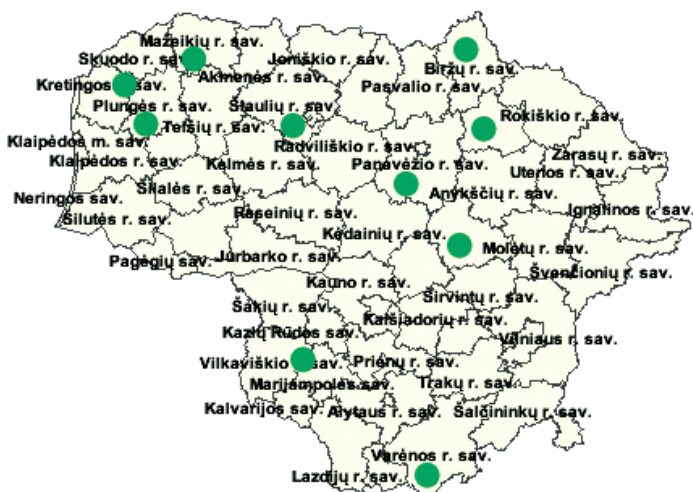 Mažeikių r. sav.
Skuodo r. sav.
Joniškio r. sav.
Biržų r. sav.
Akmenės r. sav.
Kretingos r. sav.
Pasvalio r. sav.
Plungės r. sav.
Šiaulių r. sav.
Rokiškio r. sav.
Telšių r. sav.
Klaipėdos m. sav.
Radviliškio r. sav.
Zarasų r. sav.
Klaipėdos r. sav.
Kelmės r. sav.
Panevėžio r. sav.
Utenos r. sav.
Šilalės r. sav.
Anykščių r. sav.
Neringos sav.
Ignalinos r. sav.
Šilutės r. sav.
Raseinių r. sav.
Kėdainių r. sav.
Molėtų r. sav.
Pagėgių sav.
Jurbarko r. sav.
Švenčionių r. sav.
Kauno r. sav.
Širvintų r. sav.
Šakių r. sav.
Kaišiadorių r. sav.
Kazlų Rūdos sav.
Vilniaus r. sav.
Vilkaviškio r. sav.
Prienų r. sav.
Marijampolės sav.
Trakų r. sav.
Kalvarijos sav.
Alytaus r. sav.
Šalčininkų r. sav.
Varėnos r. sav.
Lazdijų r. sav.